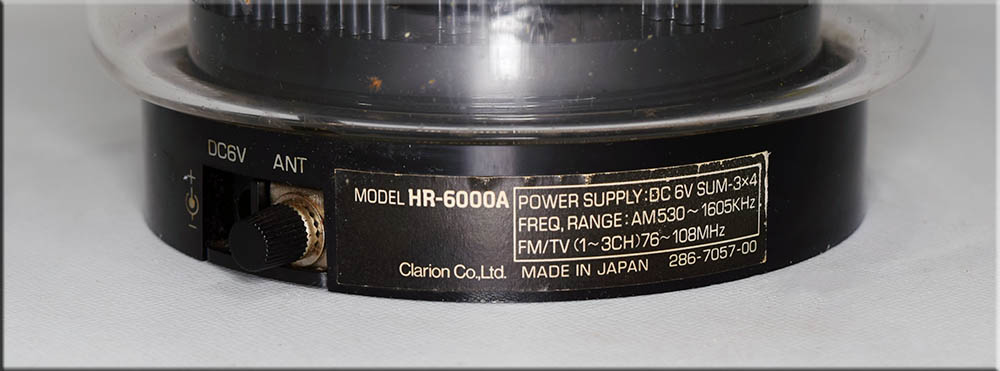 DC6V ANT
+
-
MODEL HR-6000A
POWER SUPPLY:DC 6V SUM-3×4
FREQ, RANGE: AM530~1605KHz
FM/TV (1~3CH)76~108MHz
Clarion Co.,Ltd. MADE IN JAPAN 286-7057-00